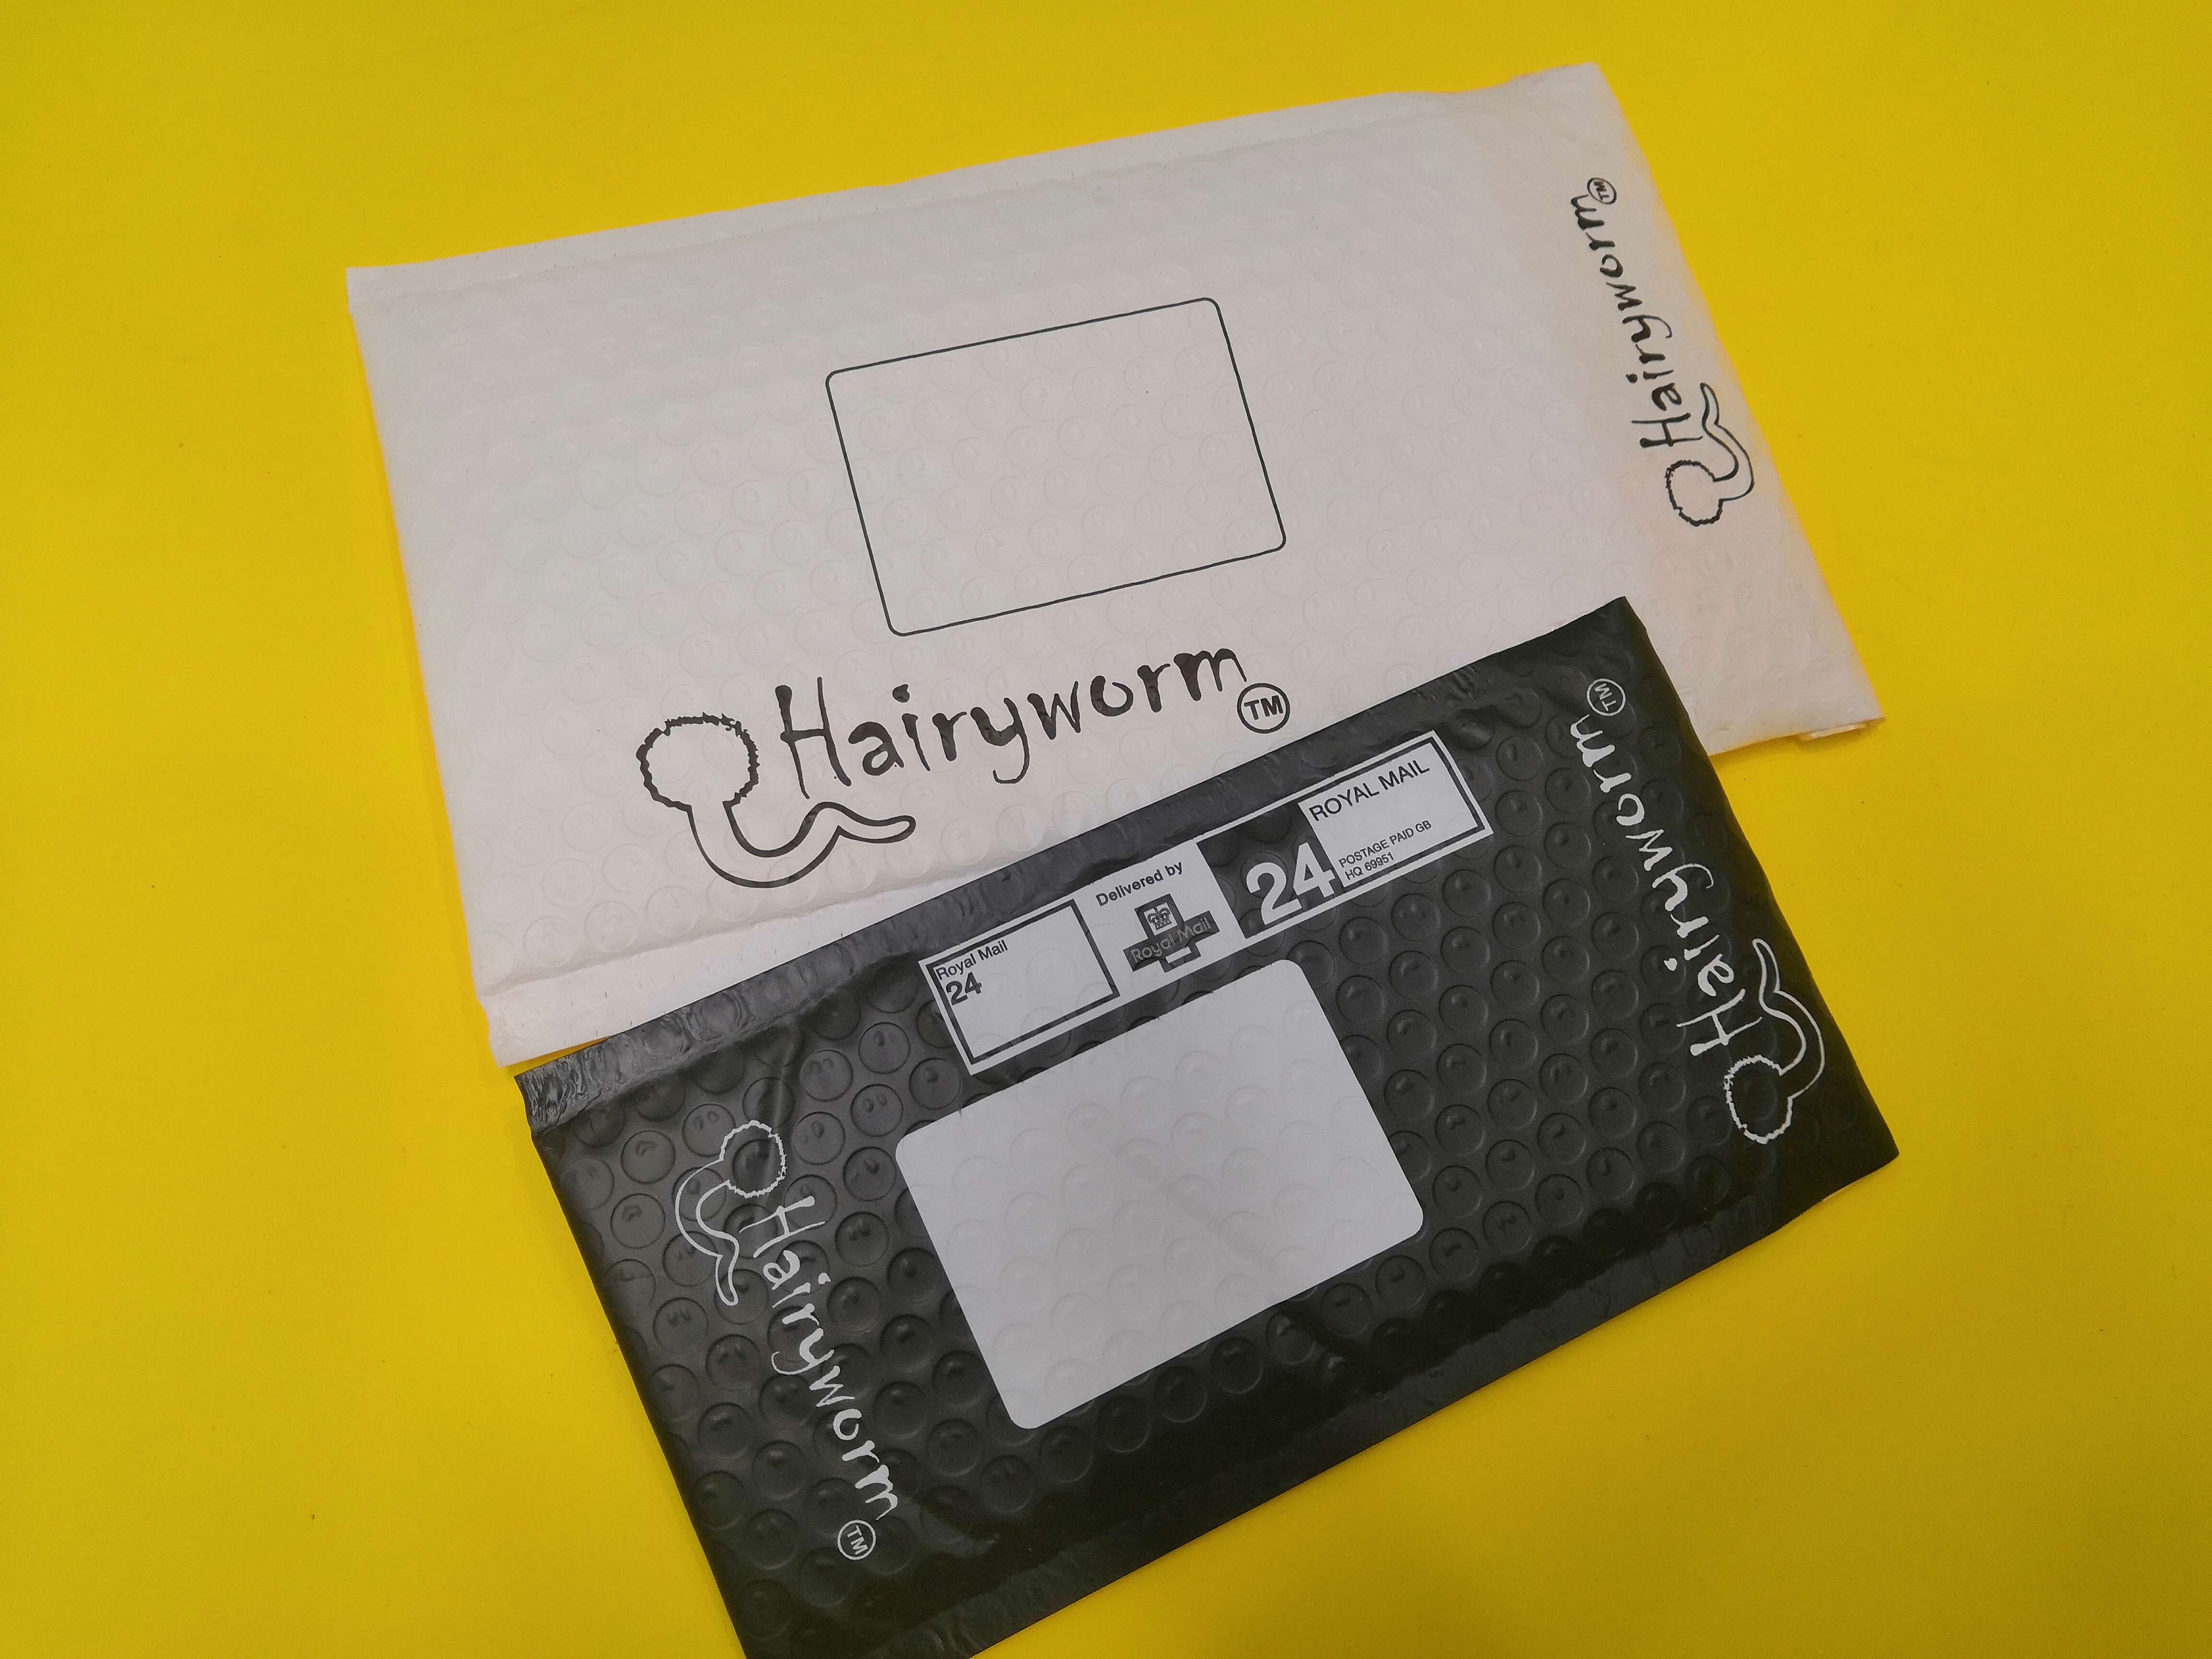 Hairyworm
TM
Hairyworm
TM
Royal Mail
24
Delivered by
Royal Mail
24
ROYAL MAIL
POSTAGE PAID GB
HQ 69951
Hairyworm
TM
Hairyworm
TM